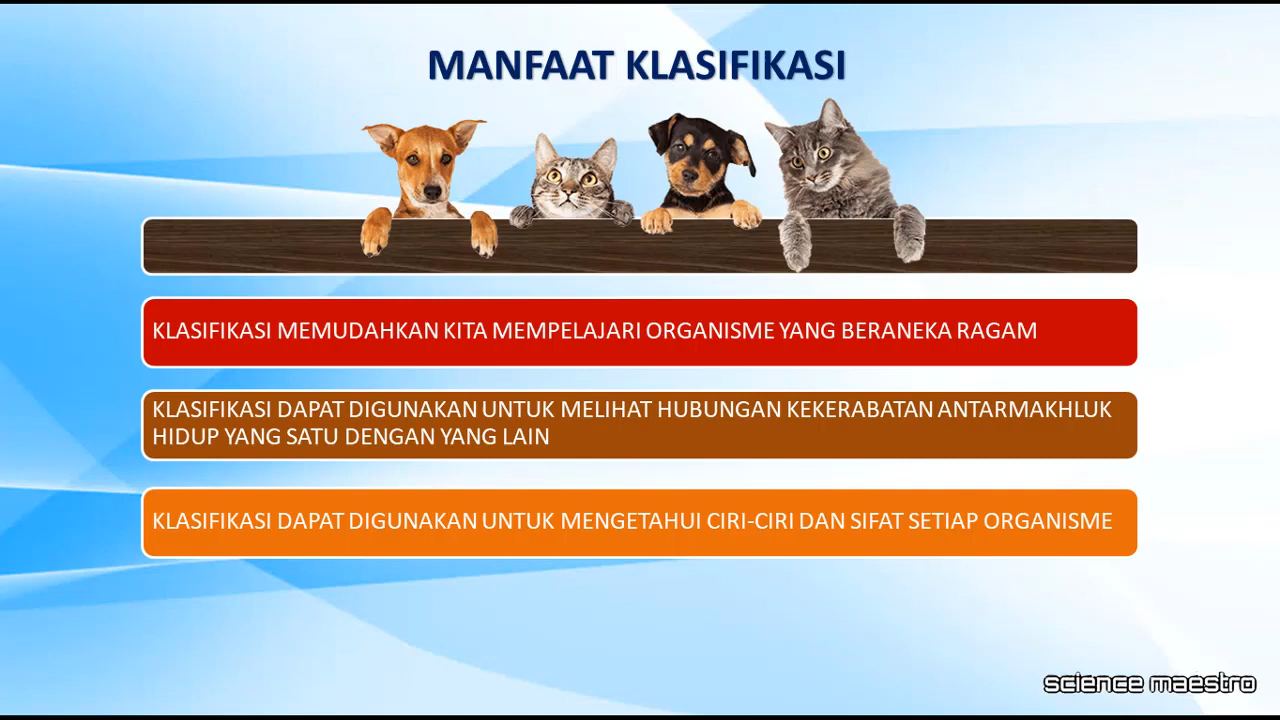 MANFAAT KLASIFIKASI
KLASIFIKASI MEMUDAHKAN KITA MEMPELAJARI ORGANISME YANG BERANEKA RAGAM
KLASIFIKASI DAPAT DIGUNAKAN UNTUK MELIHAT HUBUNGAN KEKERABATAN ANTARMAKHLUK
HIDUP YANG SATU DENGAN YANG LAIN
KLASIFIKASI DAPAT DIGUNAKAN UNTUK MENGETAHUI CIRI-CIRI DAN SIFAT SETIAP ORGANISME
science maestro